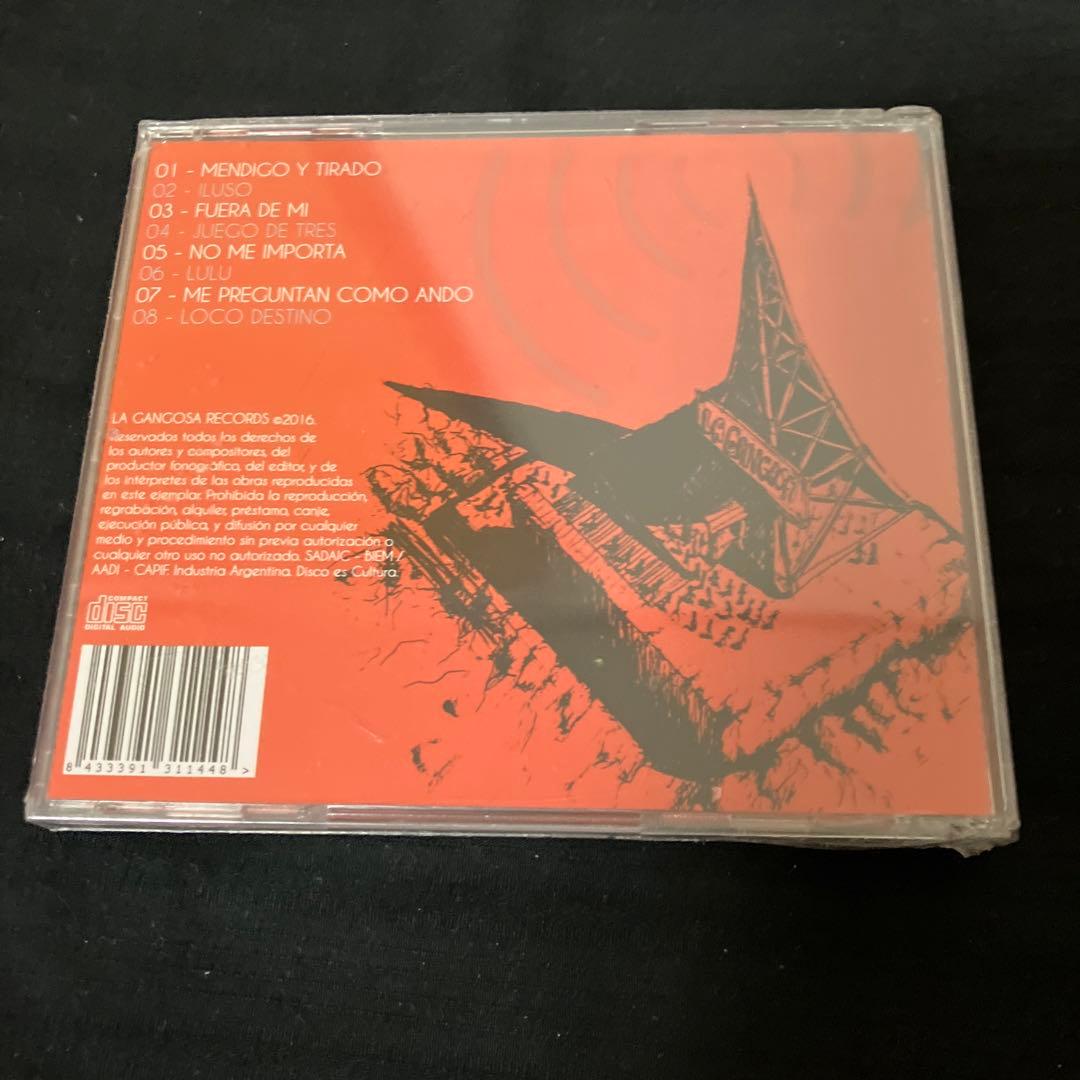 01 - MENDIGO Y TIRADO
02 - ILUSO
03 - FUERA DE MI
04 - JUEGO DE TRES
05 - NO ME IMPORTA
06 - LULU
07 - ME PREGUNTAN COMO ANDO
08 - LOCO DESTINO
LA GANGOSA RECORDS ©2016.
Reservados todos los derechos de
los autores y compositores, del
productor fonográfico, del editor, y de
los intérpretes de las obras reproducidas
en este ejemplar. Prohibida la reproducción,
regrabación, alquiler, préstamo, canje,
ejecución pública, y difusión por cualquier
medio y procedimiento sin previa autorización o
cualquier otro uso no autorizado. SADAIC - BIEM /
AADI - CAPIF. Industria Argentina. Disco es Cultura.
COMPACT
disc
DIGITAL AUDIO
8 433391 311448 >
LA GANGOSA